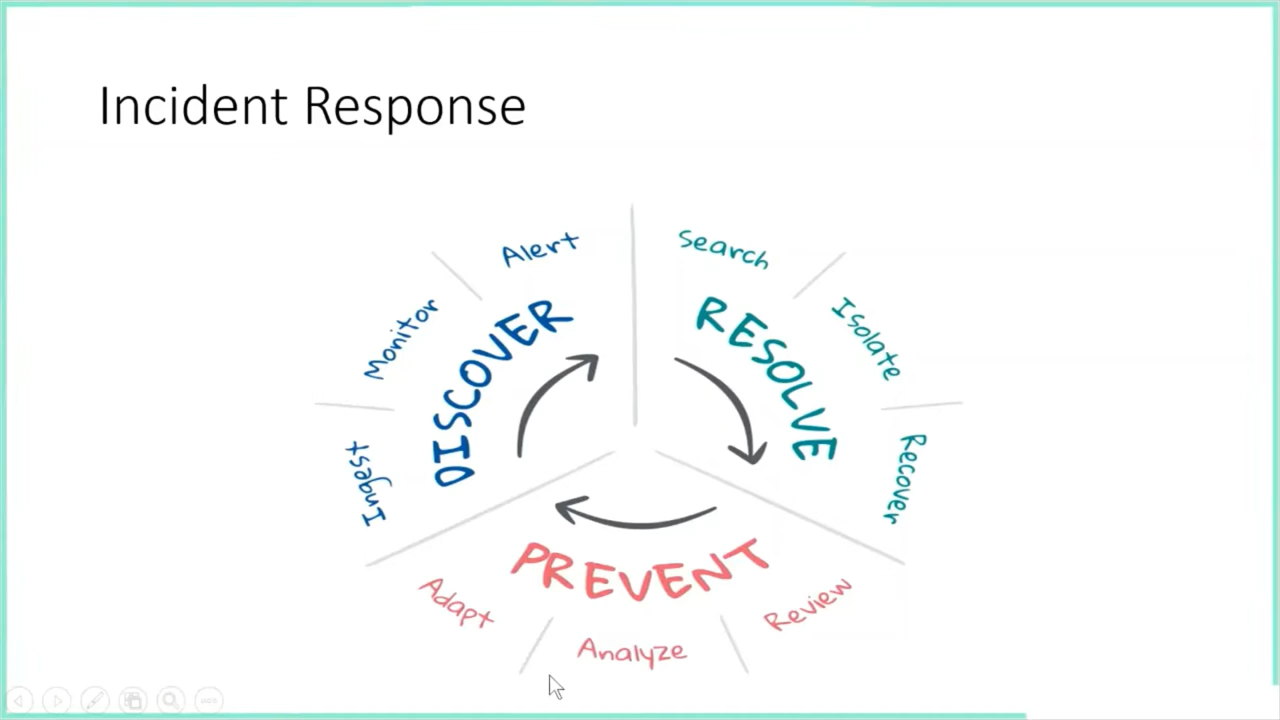 Incident Response
DISCOVER
Ingest
Monitor
Alert
RESOLVE
Search
Isolate
Recover
PREVENT
Review
Analyze
Adapt